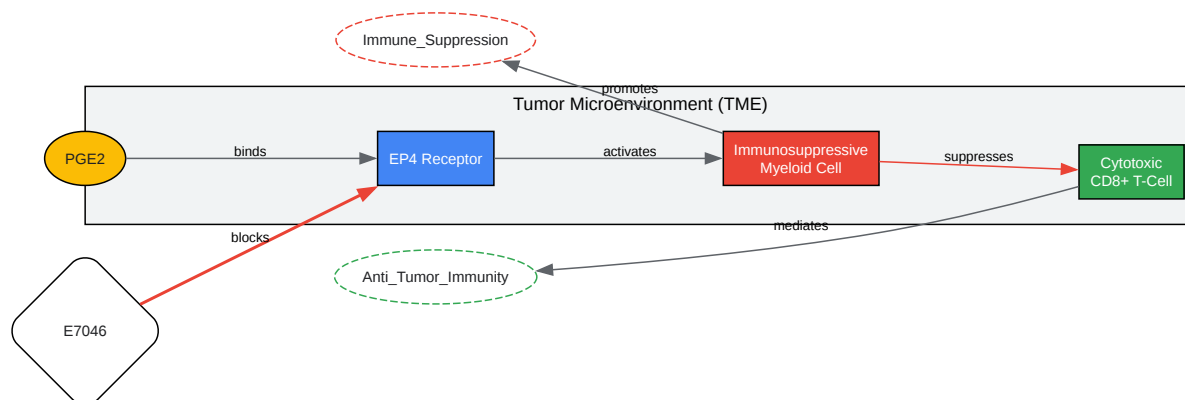 Immune_Suppression
promotes
Tumor Microenvironment (TME)
PGE2
binds
EP4 Receptor
activates
Immunosuppressive
Myeloid Cell
suppresses
Cytotoxic
CD8+ T-Cell
blocks
mediates
Anti_Tumor_Immunity
E7046